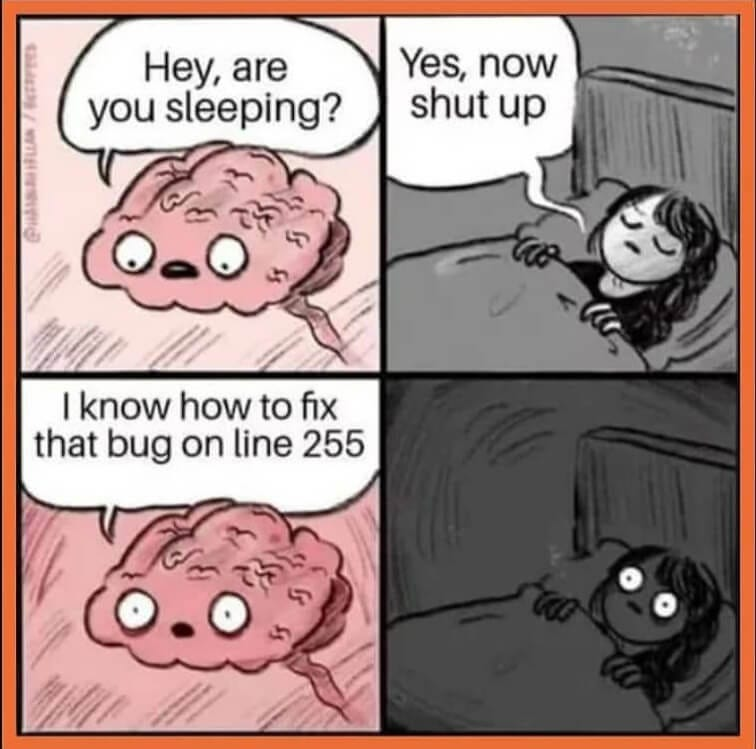 Hey, are
you sleeping?
Yes, now
shut up
I know how to fix
that bug on line 255